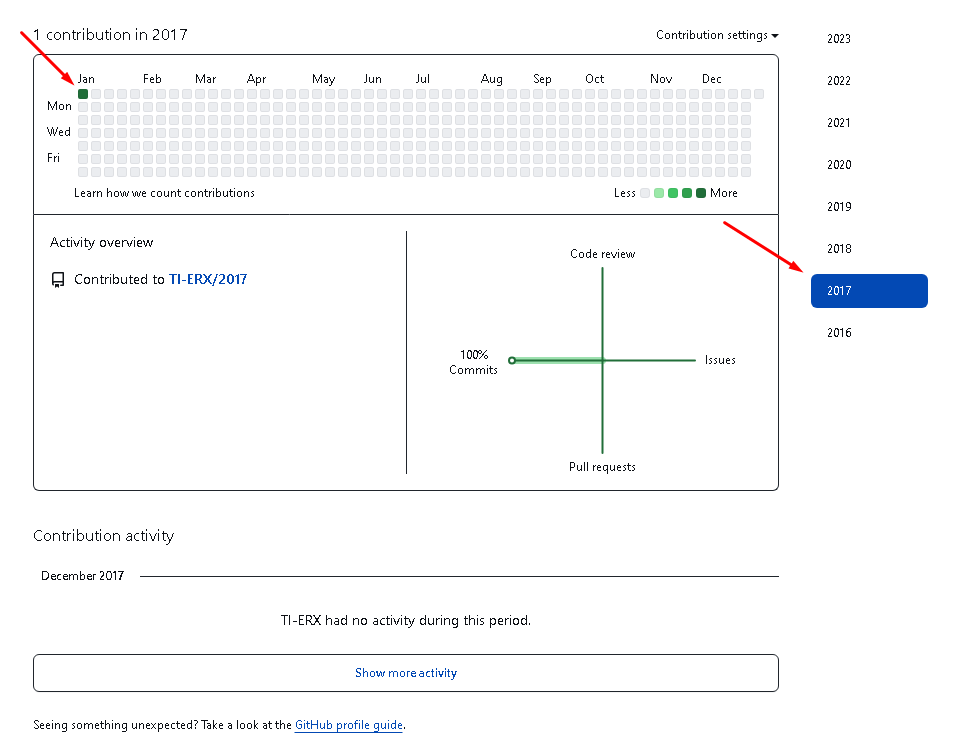 1 contribution in 2017
Contribution settings
Jan Feb Mar Apr May Jun Jul Aug Sep Oct Nov Dec
Mon
Wed
Fri
Learn how we count contributions
Less More
Activity overview
Contributed to TI-ERX/2017
Code review
100%
Commits
Issues
Pull requests
Contribution activity
December 2017
TI-ERX had no activity during this period.
Show more activity
Seeing something unexpected? Take a look at the GitHub profile guide.
2023
2022
2021
2020
2019
2018
2017
2016